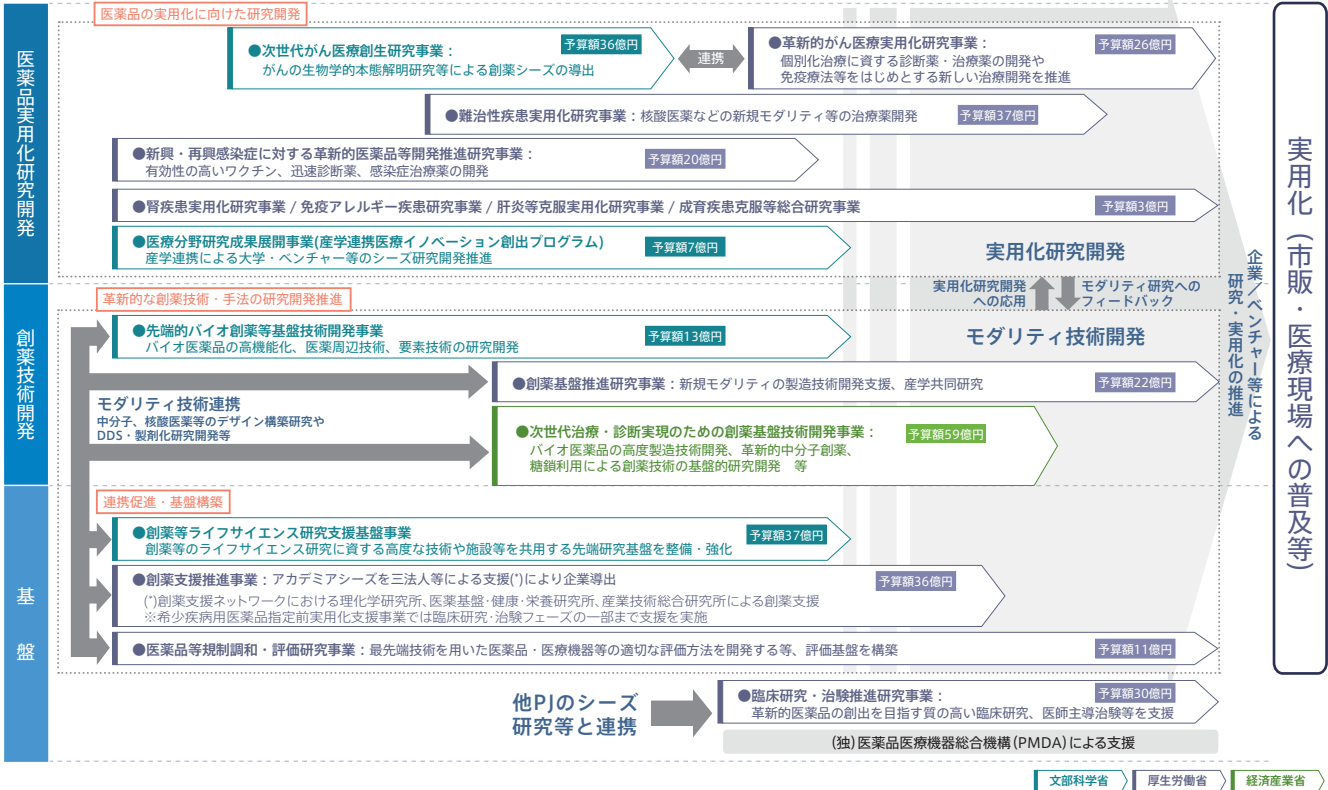 医薬品実用化研究開発
医薬品の実用化に向けた研究開発
●次世代がん医療創生研究事業：
予算額36億円
がんの生物学的本態解明研究等による創薬シーズの導出
連携
●革新的がん医療実用化研究事業：
予算額26億円
個別化治療に資する診断薬・治療薬の開発や
免疫療法等をはじめとする新しい治療開発を推進
●難治性疾患実用化研究事業：核酸医薬などの新規モダリティ等の治療薬開発
予算額37億円
●新興・再興感染症に対する革新的医薬品等開発推進研究事業：
予算額20億円
有効性の高いワクチン、迅速診断薬、感染症治療薬の開発
●腎疾患実用化研究事業 / 免疫アレルギー疾患研究事業 / 肝炎等克服実用化研究事業 / 成育疾患克服等総合研究事業
予算額3億円
●医療分野研究成果展開事業(産学連携医療イノベーション創出プログラム)
予算額7億円
産学連携による大学・ベンチャー等のシーズ研究開発推進
実用化研究開発
実用化研究開発
への応用
モダリティ研究への
フィードバック
モダリティ技術開発
創薬技術開発
革新的な創薬技術・手法の研究開発推進
●先端的バイオ創薬等基盤技術開発事業
予算額13億円
バイオ医薬品の高機能化、医薬周辺技術、要素技術の研究開発
●創薬基盤推進研究事業：新規モダリティの製造技術開発支援、産学共同研究
予算額22億円
モダリティ技術連携
中分子、核酸医薬等のデザイン構築研究や
DDS・製剤化研究開発等
●次世代治療・診断実現のための創薬基盤技術開発事業：
予算額59億円
バイオ医薬品の高度製造技術開発、革新的中分子創薬、
糖鎖利用による創薬技術の基盤的研究開発　等
基盤
連携促進・基盤構築
●創薬等ライフサイエンス研究支援基盤事業
予算額37億円
創薬等のライフサイエンス研究に資する高度な技術や施設等を共用する先端研究基盤を整備・強化
●創薬支援推進事業：アカデミアシーズを三法人等による支援(*)により企業導出
予算額36億円
(*)創薬支援ネットワークにおける理化学研究所、医薬基盤・健康・栄養研究所、産業技術総合研究所による創薬支援
※希少疾病用医薬品指定前実用化支援事業では臨床研究・治験フェーズの一部まで支援を実施
●医薬品等規制調和・評価研究事業：最先端技術を用いた医薬品・医療機器等の適切な評価方法を開発する等、評価基盤を構築
予算額11億円
他PJのシーズ
研究等と連携
●臨床研究・治験推進研究事業：
予算額30億円
革新的医薬品の創出を目指す質の高い臨床研究、医師主導治験等を支援
(独)医薬品医療機器総合機構(PMDA)による支援
企業／ベンチャー等による
研究・実用化の推進
実用化(市販・医療現場への普及等)
文部科学省
厚生労働省
経済産業省